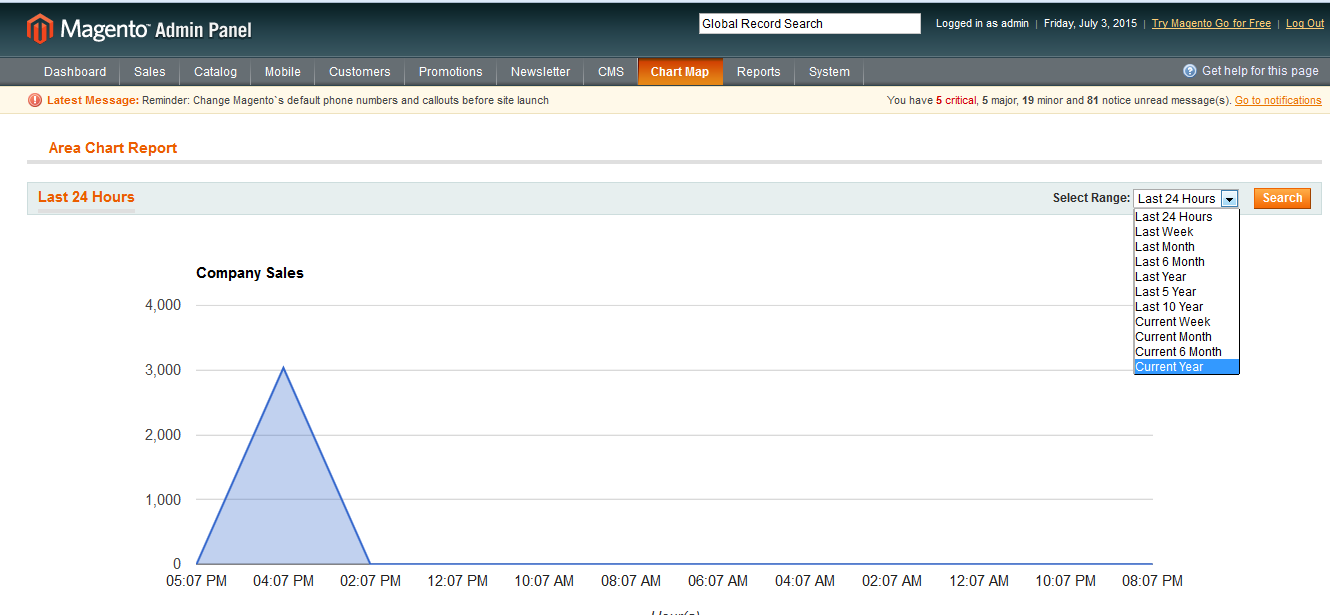 Magento™ Admin Panel
Global Record Search
Logged in as admin | Friday, July 3, 2015 | Try Magento Go for Free | Log Out
Dashboard Sales Catalog Mobile Customers Promotions Newsletter CMS Chart Map Reports System
Get help for this page
Latest Message: Reminder: Change Magento`s default phone numbers and callouts before site launch
You have 5 critical, 5 major, 19 minor and 81 notice unread message(s). Go to notifications
Area Chart Report
Last 24 Hours
Select Range: Last 24 Hours Search
Last 24 Hours
Last Week
Last Month
Last 6 Month
Last Year
Last 5 Year
Last 10 Year
Current Week
Current Month
Current 6 Month
Current Year
Company Sales
4,000
3,000
2,000
1,000
0
05:07 PM 04:07 PM 02:07 PM 12:07 PM 10:07 AM 08:07 AM 06:07 AM 04:07 AM 02:07 AM 12:07 AM 10:07 PM 08:07 PM
Hour(s)